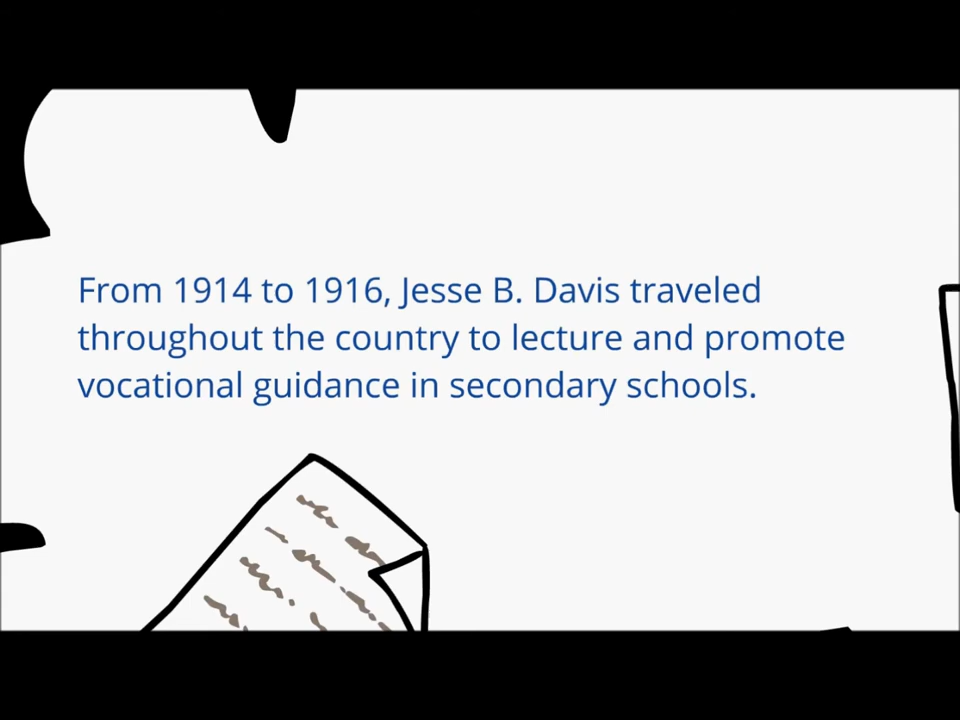 From 1914 to 1916, Jesse B. Davis traveled
throughout the country to lecture and promote
vocational guidance in secondary schools.